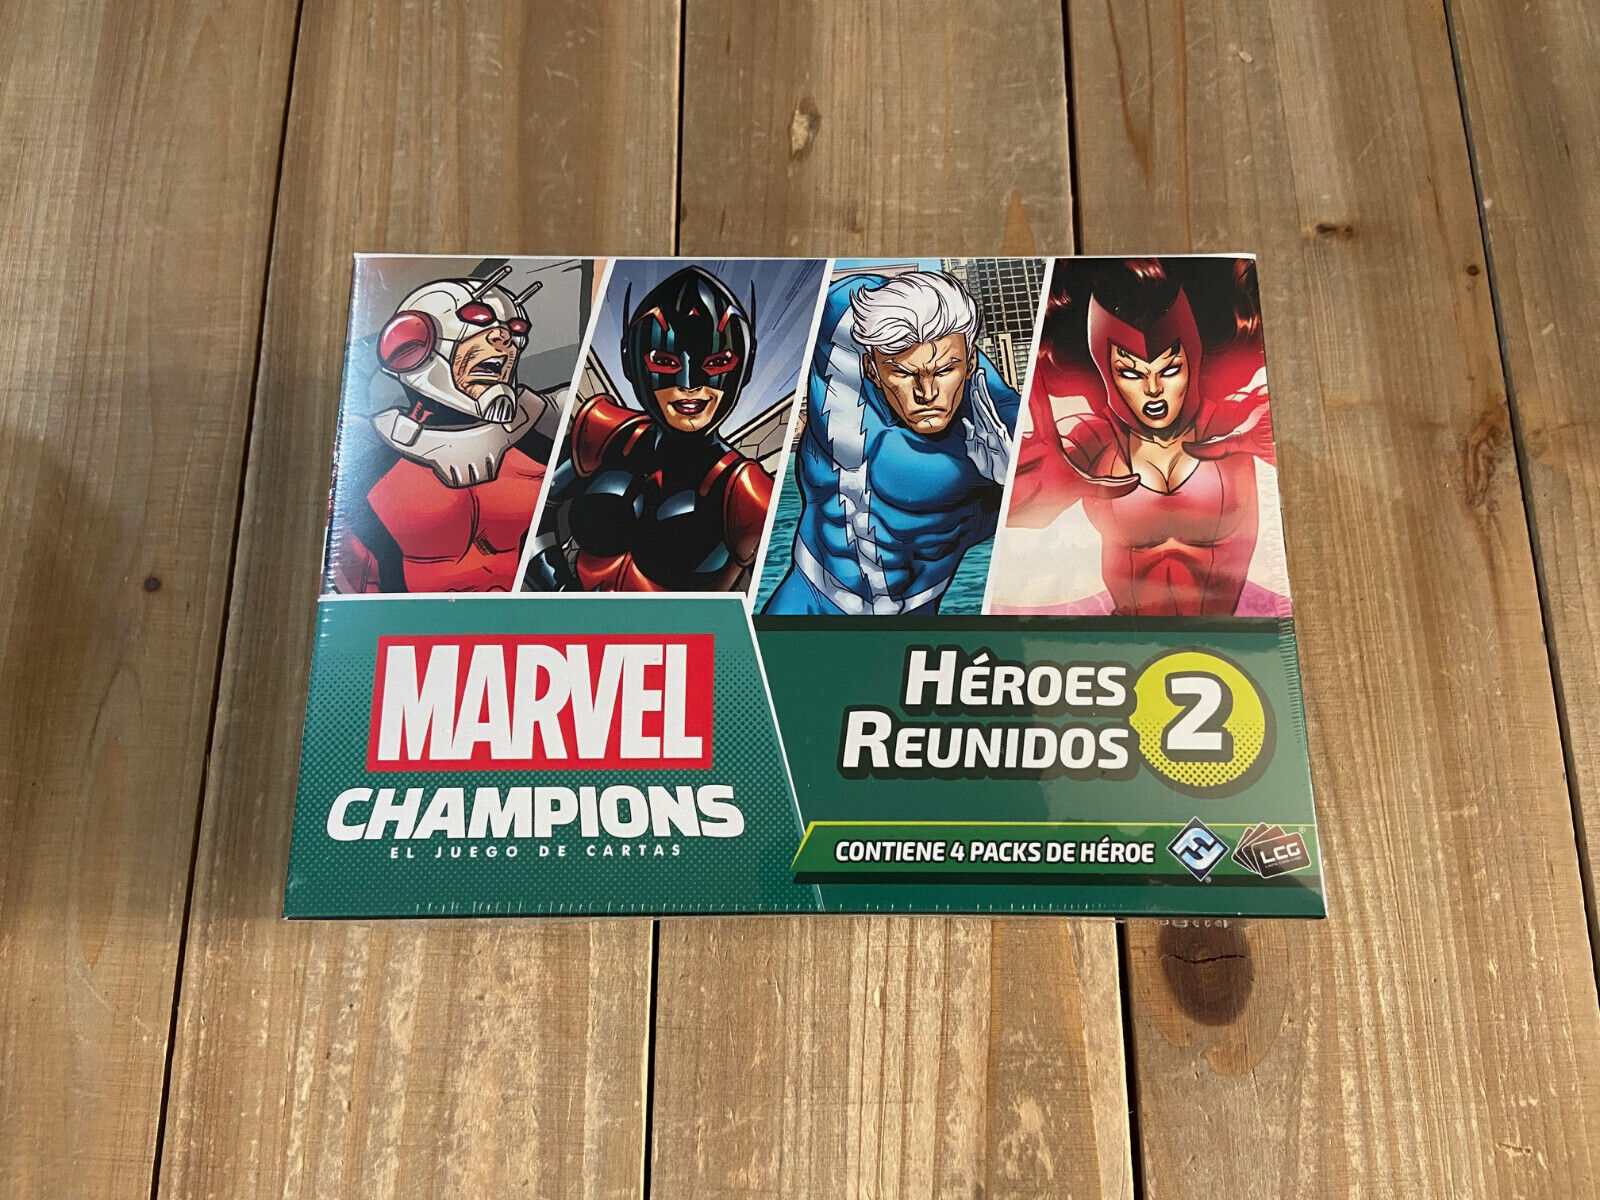 MARVEL
CHAMPIONS
EL JUEGO DE CARTAS
HÉROES
REUNIDOS
2
CONTIENE 4 PACKS DE HÉROE
LCG